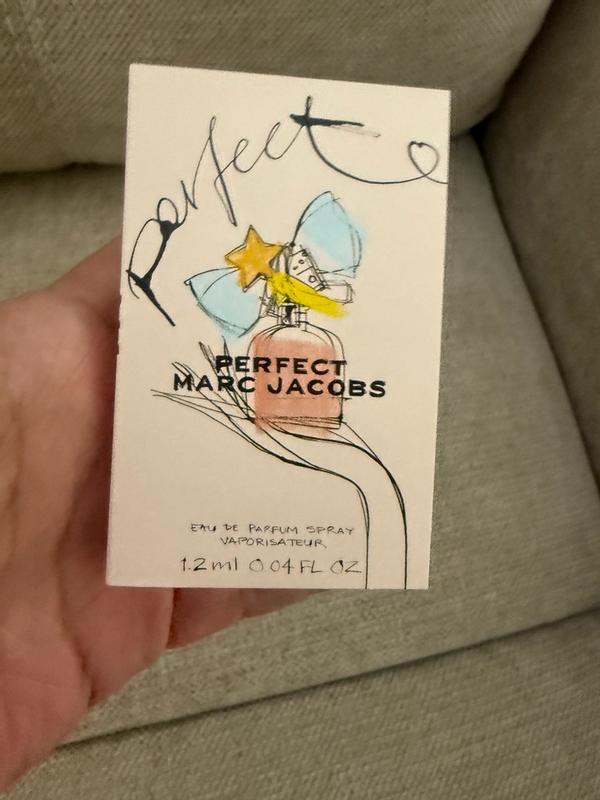 Perfect
PERFECT
MARC JACOBS
EAU DE PARFUM SPRAY
VAPORISATEUR
1.2 ml 0.04 FL OZ